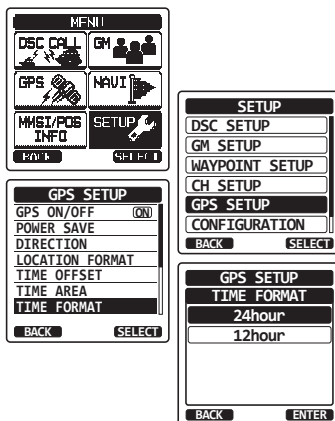 MENU
DSC CALL GM
GPS NAVI
MMSI/POS SETUP
INFO
BACK SELECT
SETUP
DSC SETUP
GM SETUP
WAYPOINT SETUP
CH SETUP
GPS SETUP
CONFIGURATION
BACK SELECT
GPS SETUP
GPS ON/OFF ON
POWER SAVE
DIRECTION
LOCATION FORMAT
TIME OFFSET
TIME AREA
TIME FORMAT
BACK SELECT
GPS SETUP
TIME FORMAT
24hour
12hour
BACK ENTER